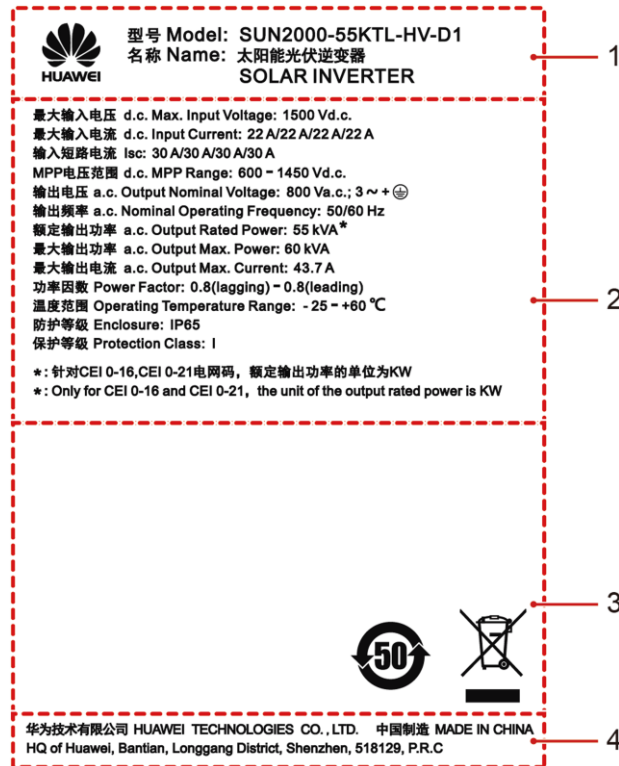 HUAWEI
型号 Model: SUN2000-55KTL-HV-D1
名称 Name: 太阳能光伏逆变器
SOLAR INVERTER
1
最大输入电压 d.c. Max. Input Voltage: 1500 Vd.c.
最大输入电流 d.c. Input Current: 22 A/22 A/22 A/22 A
输入短路电流 Isc: 30 A/30 A/30 A/30 A
MPP电压范围 d.c. MPP Range: 600 - 1450 Vd.c.
输出电压 a.c. Output Nominal Voltage: 800 Va.c.; 3 ~ +
输出频率 a.c. Nominal Operating Frequency: 50/60 Hz
额定输出功率 a.c. Output Rated Power: 55 kVA*
最大输出功率 a.c. Output Max. Power: 60 kVA
最大输出电流 a.c. Output Max. Current: 43.7 A
功率因数 Power Factor: 0.8(lagging) - 0.8(leading)
温度范围 Operating Temperature Range: - 25 - +60 ℃
防护等级 Enclosure: IP65
保护等级 Protection Class: I
2
*: 针对CEI 0-16,CEI 0-21电网码，额定输出功率的单位为KW
*: Only for CEI 0-16 and CEI 0-21，the unit of the output rated power is KW
3
50
华为技术有限公司 HUAWEI TECHNOLOGIES CO., LTD. 中国制造 MADE IN CHINA
HQ of Huawei, Bantian, Longgang District, Shenzhen, 518129, P.R.C
4